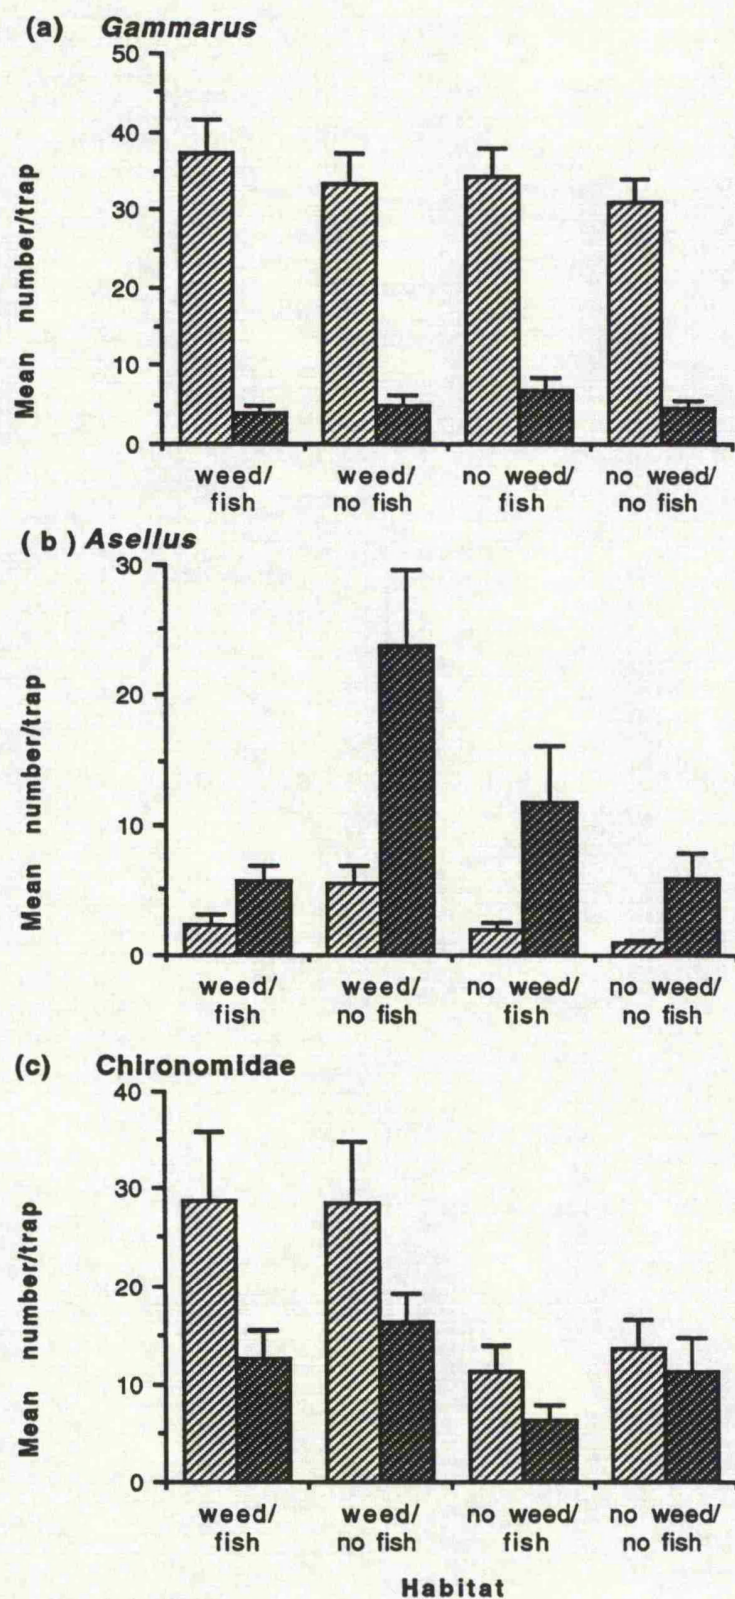 (a) Gammarus
50
40
30
20
10
0
Mean number/trap
weed/ weed/ no weed/ no weed/
fish no fish fish no fish
(b) Asellus
30
20
10
0
Mean number/trap
weed/ weed/ no weed/ no weed/
fish no fish fish no fish
(c) Chironomidae
40
30
20
10
0
Mean number/trap
weed/ weed/ no weed/ no weed/
fish no fish fish no fish
Habitat